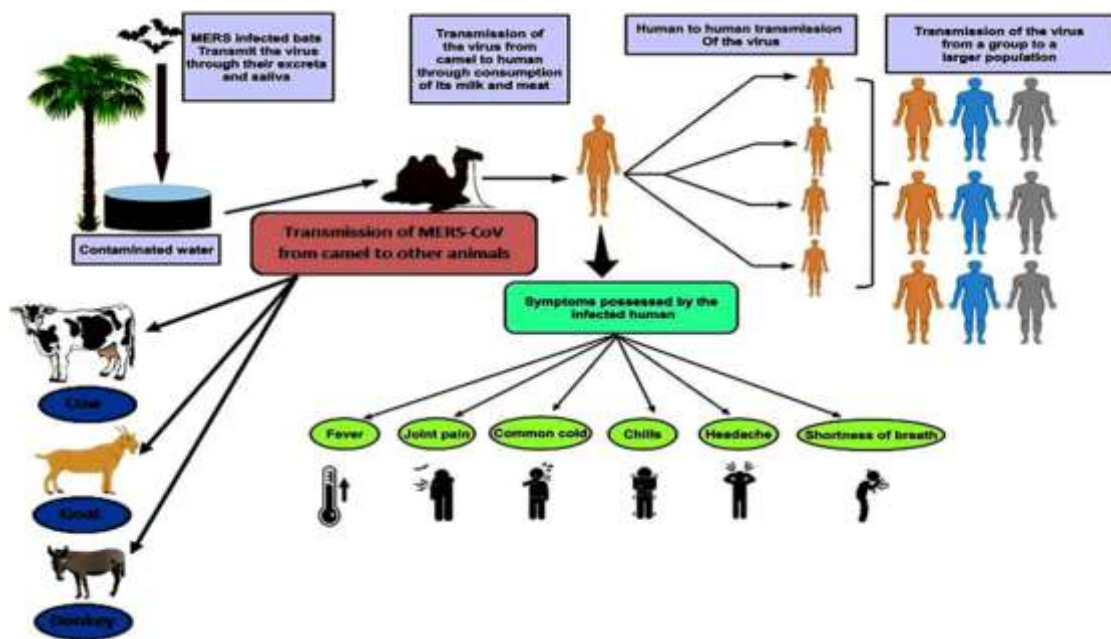 MERS infected bats
Transmit the virus
through their excreta
and saliva
Transmission of
the virus from
camel to human
through consumption
of its milk and meat
Human to human transmission
Of the virus
Transmission of the virus
from a group to a
larger population
Contaminated water
Transmission of MERS-CoV
from camel to other animals
Symptoms possessed by the
infected human
Cow
Goat
Donkey
Fever
Joint pain
Common cold
Chills
Headache
Shortness of breath